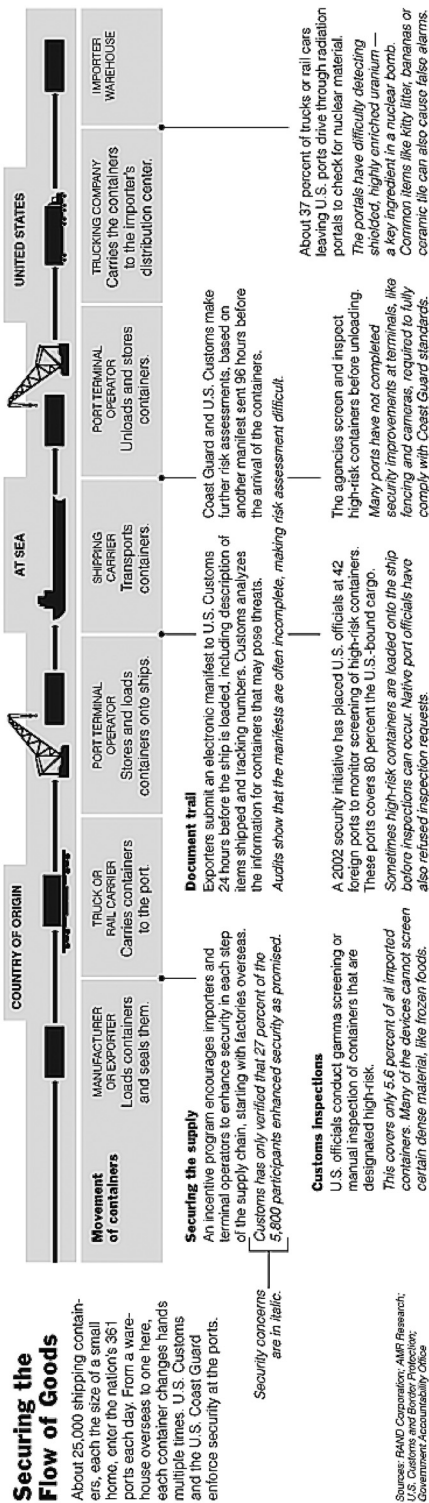 Securing the
Flow of Goods
About 25,000 shipping contain-
ers, each the size of a small
home, enter the nation's 361
ports each day. From a ware-
house overseas to one here,
each container changes hands
multiple times. U.S. Customs
and the U.S. Coast Guard
enforce security at the ports.
COUNTRY OF ORIGIN
AT SEA
UNITED STATES
Movement
of containers
MANUFACTURER
OR EXPORTER
Loads containers
and seals them.
TRUCK OR
RAIL CARRIER
Carries containers
to the port.
PORT TERMINAL
OPERATOR
Stores and loads
containers onto ships.
SHIPPING
CARRIER
Transports
containers.
PORT TERMINAL
OPERATOR
Unloads and stores
containers.
TRUCKING COMPANY
Carries the containers
to the importer's
distribution center.
IMPORTER
WAREHOUSE
Securing the supply
An incentive program encourages importers and
terminal operators to enhance security in each step
of the supply chain, starting with factories overseas.
Customs has only verified that 27 percent of the
5,800 participants enhanced security as promised.
Security concerns
are in italic.
Document trail
Exporters submit an electronic manifest to U.S. Customs
24 hours before the ship is loaded, including description of
items shipped and tracking numbers. Customs analyzes
the information for containers that may pose threats.
Coast Guard and U.S. Customs make
further risk assessments, based on
another manifest sent 96 hours before
the arrival of the containers.
Audits show that the manifests are often incomplete, making risk assessment difficult.
Customs inspections
U.S. officials conduct gamma screening or
manual inspection of containers that are
designated high-risk.
This covers only 5.6 percent of all imported
containers. Many of the devices cannot screen
certain dense material, like frozen foods.
A 2002 security initiative has placed U.S. officials at 42
foreign ports to monitor screening of high-risk containers.
These ports covers 80 percent the U.S.-bound cargo.
Sometimes high-risk containers are loaded onto the ship
before inspections can occur. Native port officials have
also refused inspection requests.
The agencies screen and inspect
high-risk containers before unloading.
Many ports have not completed
security improvements at terminals, like
fencing and cameras, required to fully
comply with Coast Guard standards.
About 37 percent of trucks or rail cars
leaving U.S. ports drive through radiation
portals to check for nuclear material.
The portals have difficulty detecting
shielded, highly enriched uranium —
a key ingredient in a nuclear bomb.
Common items like kitty litter, bananas or
ceramic tile can also cause false alarms.
Sources: RAND Corporation; AMR Research;
U.S. Customs and Border Protection;
Government Accountability Office